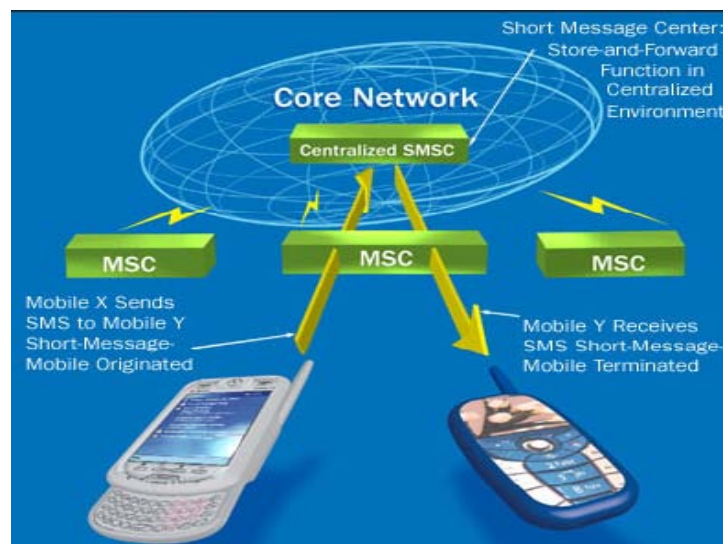 Short Message Center:
Store-and-Forward
Function in
Centralized
Environment
Core Network
Centralized SMSC
MSC
MSC
MSC
Mobile X Sends
SMS to Mobile Y
Short-Message-
Mobile Originated
Mobile Y Receives
SMS Short-Message-
Mobile Terminated